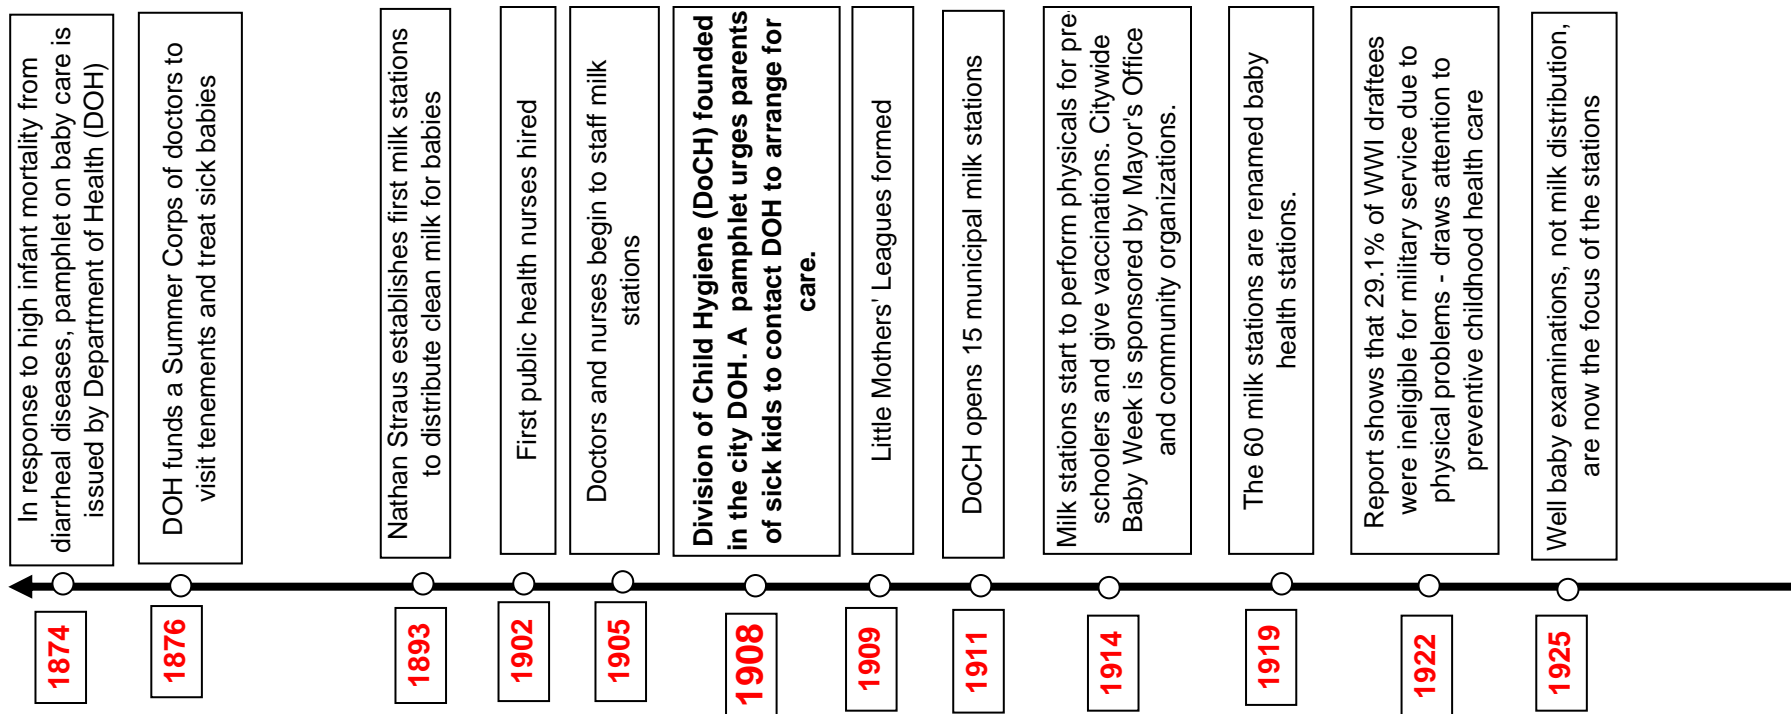 In response to high infant mortality from
diarrheal diseases, pamphlet on baby care is
issued by Department of Health (DOH)
1874
DOH funds a Summer Corps of doctors to
visit tenements and treat sick babies
1876
Nathan Straus establishes first milk stations
to distribute clean milk for babies
1893
First public health nurses hired
1902
Doctors and nurses begin to staff milk
stations
1905
Division of Child Hygiene (DoCH) founded
in the city DOH. A pamphlet urges parents
of sick kids to contact DOH to arrange for
care.
1908
Little Mothers' Leagues formed
1909
DoCH opens 15 municipal milk stations
1911
Milk stations start to perform physicals for pre
schoolers and give vaccinations. Citywide
Baby Week is sponsored by Mayor's Office
and community organizations.
1914
The 60 milk stations are renamed baby
health stations.
1919
Report shows that 29.1% of WWI draftees
were ineligible for military service due to
physical problems - draws attention to
preventive childhood health care
1922
Well baby examinations, not milk distribution,
are now the focus of the stations
1925